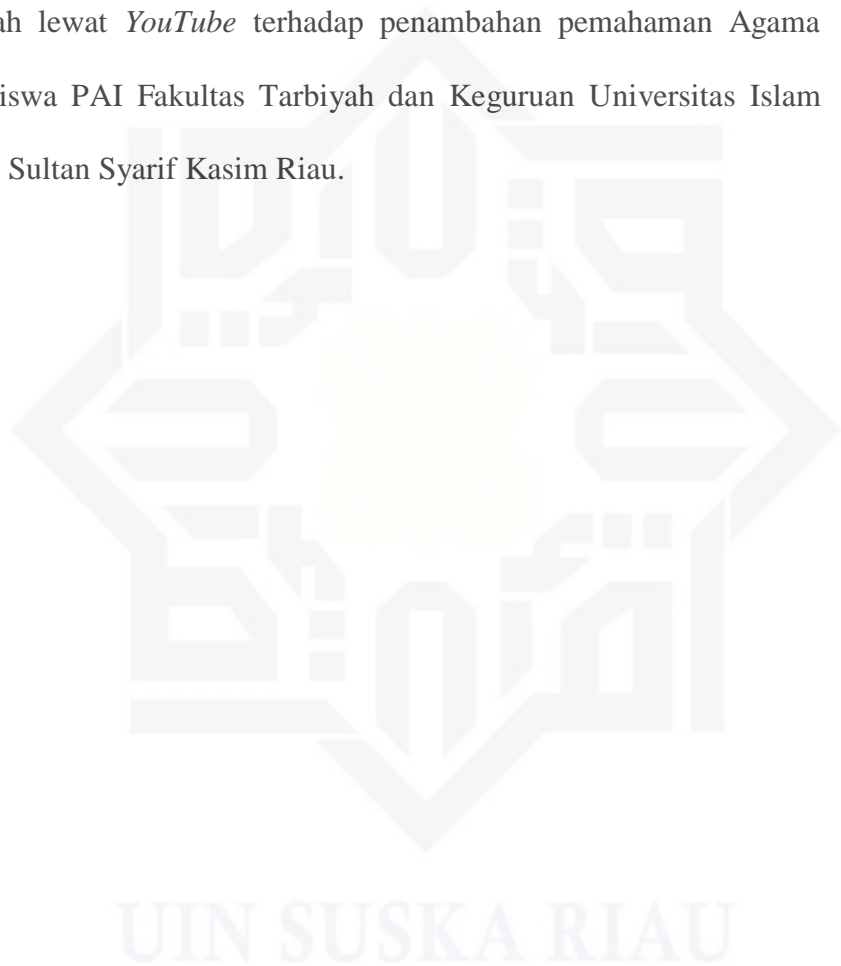 ah lewat YouTube terhadap penambahan pemahaman Agama
iswa PAI Fakultas Tarbiyah dan Keguruan Universitas Islam
Sultan Syarif Kasim Riau.
UIN SUSKA RIAU